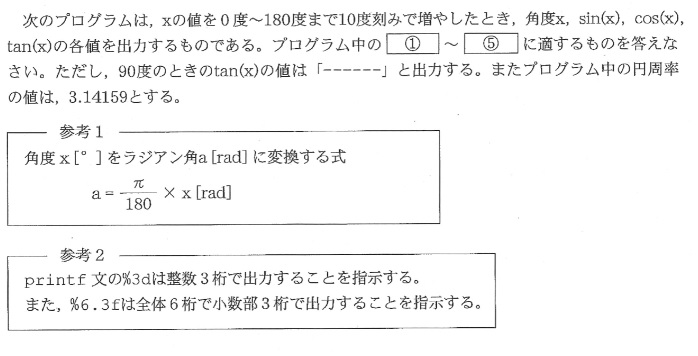 次のプログラムは，xの値を０度～180度まで10度刻みで増やしたとき，角度x，sin(x)，cos(x)，
tan(x)の各値を出力するものである。プログラム中の ① ～ ⑤ に適するものを答えな
さい。ただし，90度のときのtan(x)の値は「------」と出力する。またプログラム中の円周率
の値は，3.14159とする。
参考１
角度ｘ[°]をラジアン角a[rad]に変換する式
a＝π/180 × x[rad]
参考２
printf文の%3dは整数３桁で出力することを指示する。
また，%6.3fは全体６桁で小数部３桁で出力することを指示する。